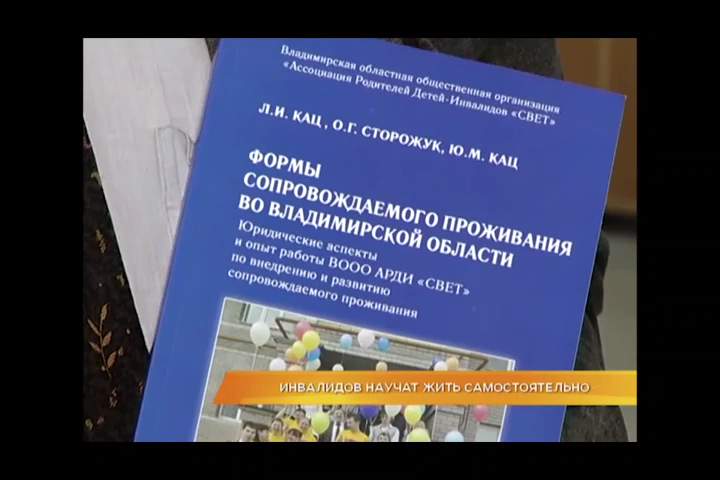 Владимирская областная общественная организация
«Ассоциация Родителей Детей-Инвалидов «СВЕТ»
Л.И. КАЦ, О.Г. СТОРОЖУК, Ю.М. КАЦ
ФОРМЫ
СОПРОВОЖДАЕМОГО ПРОЖИВАНИЯ
ВО ВЛАДИМИРСКОЙ ОБЛАСТИ
Юридические аспекты
и опыт работы ВООО АРДИ «СВЕТ»
по внедрению и развитию
сопровождаемого проживания
ИНВАЛИДОВ НАУЧАТ ЖИТЬ САМОСТОЯТЕЛЬНО